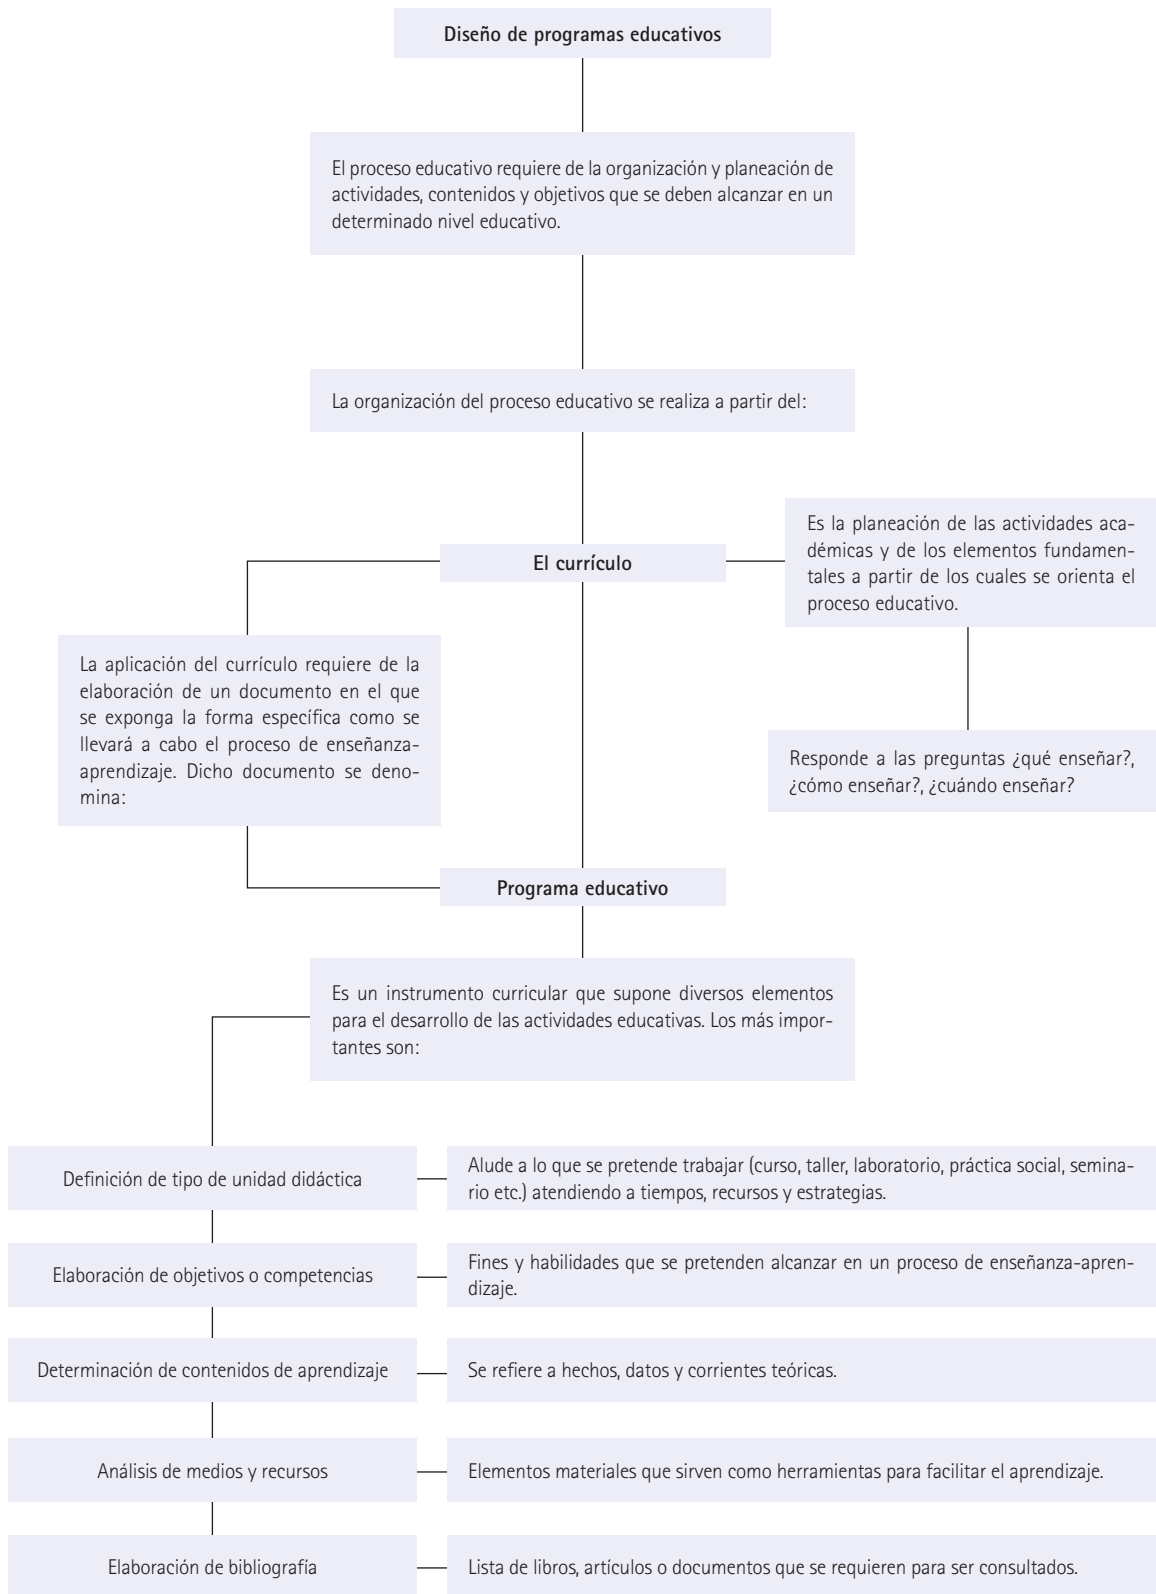 Diseño de programas educativos
El proceso educativo requiere de la organización y planeación de
actividades, contenidos y objetivos que se deben alcanzar en un
determinado nivel educativo.
La organización del proceso educativo se realiza a partir del:
El currículo
Es la planeación de las actividades aca-
démicas y de los elementos fundamen-
tales a partir de los cuales se orienta el
proceso educativo.
La aplicación del currículo requiere de la
elaboración de un documento en el que
se exponga la forma específica como se
llevará a cabo el proceso de enseñanza-
aprendizaje. Dicho documento se deno-
mina:
Responde a las preguntas ¿qué enseñar?,
¿cómo enseñar?, ¿cuándo enseñar?
Programa educativo
Es un instrumento curricular que supone diversos elementos
para el desarrollo de las actividades educativas. Los más impor-
tantes son:
Definición de tipo de unidad didáctica
Alude a lo que se pretende trabajar (curso, taller, laboratorio, práctica social, semina-
rio etc.) atendiendo a tiempos, recursos y estrategias.
Elaboración de objetivos o competencias
Fines y habilidades que se pretenden alcanzar en un proceso de enseñanza-apren-
dizaje.
Determinación de contenidos de aprendizaje
Se refiere a hechos, datos y corrientes teóricas.
Análisis de medios y recursos
Elementos materiales que sirven como herramientas para facilitar el aprendizaje.
Elaboración de bibliografía
Lista de libros, artículos o documentos que se requieren para ser consultados.